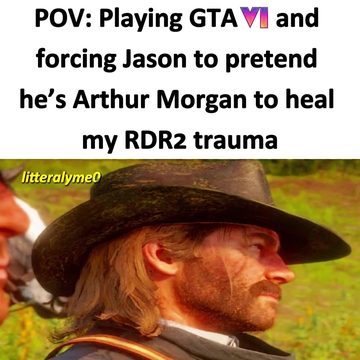 POV: Playing GTA VI and
forcing Jason to pretend
he’s Arthur Morgan to heal
my RDR2 trauma
litteralyme0